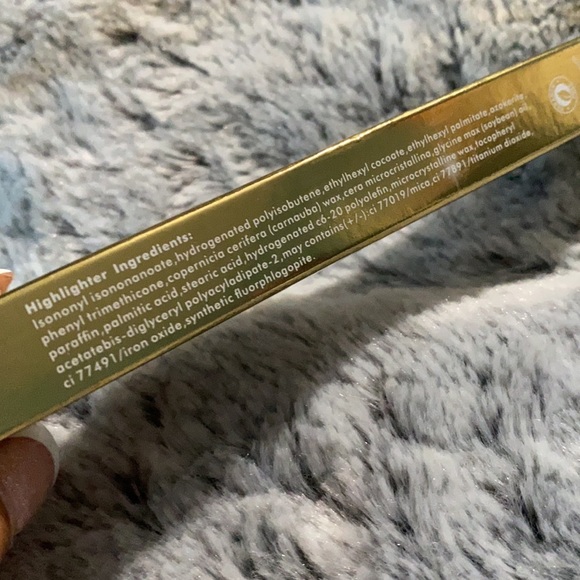 Highlighter Ingredients:
Isononyl isononanoate,hydrogenated polyisobutene,ethylhexyl cocoate,ethylhexyl palmitate,ozokerite,
phenyl trimethicone,copernicia cerifera (carnauba) wax,cera microcristallina,glycine max (soybean) oil,
paraffin,palmitic acid,stearic acid,hydrogenated c6-20 polyolefin,microcrystalline wax,tocopheryl
acetatebis-diglyceryl polyacyladipate-2,may contains(+/-):ci 77019/mica,ci 77891/titanium dioxide,
ci 77491/iron oxide,synthetic fluorphlogopite.